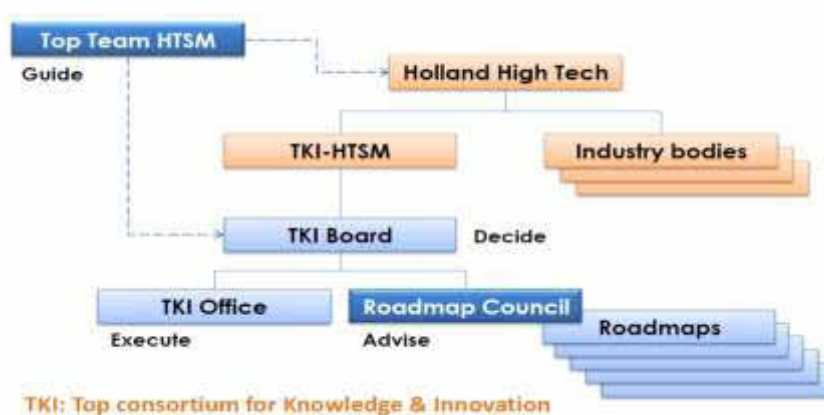 Top Team HTSM
Guide
Holland High Tech
TKI-HTSM
Industry bodies
TKI Board
Decide
TKI Office
Execute
Roadmap Council
Advise
Roadmaps
TKI: Top consortium for Knowledge & Innovation